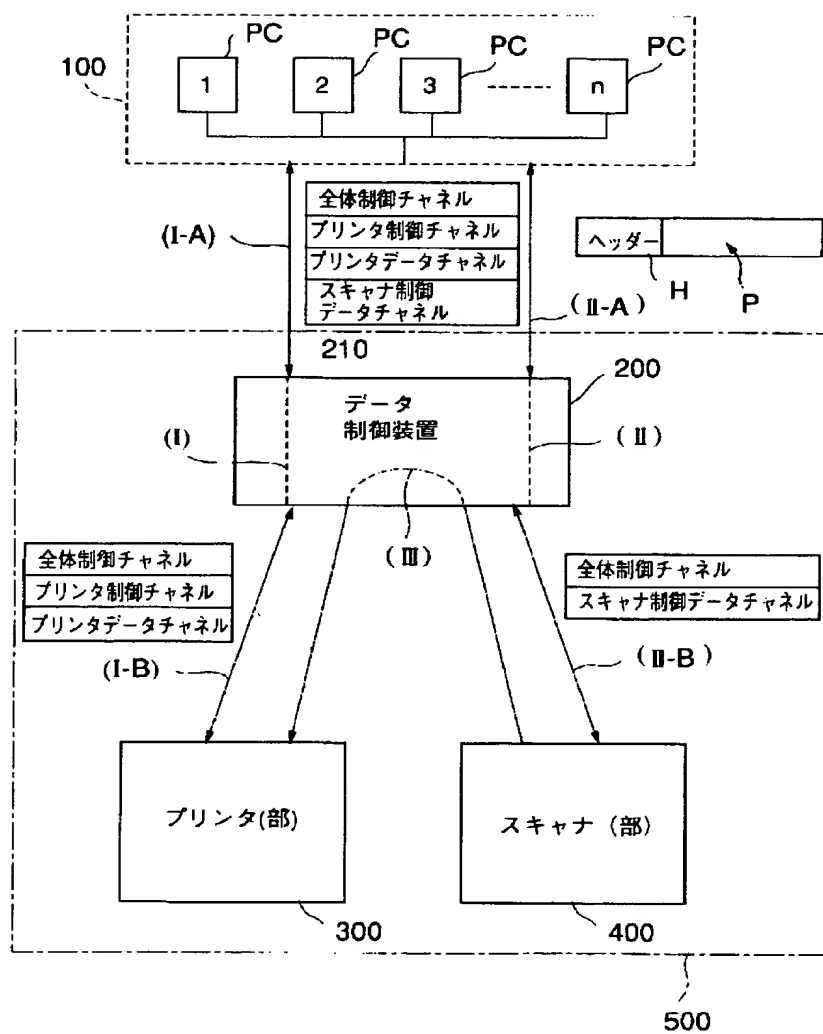 PC
PC
PC
PC
100
1
2
3
n
全体制御チャネル
プリンタ制御チャネル
プリンタデータチャネル
スキャナ制御
データチャネル
(I-A)
ヘッダー
H
P
(II-A)
210
200
データ
制御装置
(I)
(II)
(III)
全体制御チャネル
プリンタ制御チャネル
プリンタデータチャネル
全体制御チャネル
スキャナ制御データチャネル
(I-B)
(II-B)
プリンタ(部)
スキャナ(部)
300
400
500